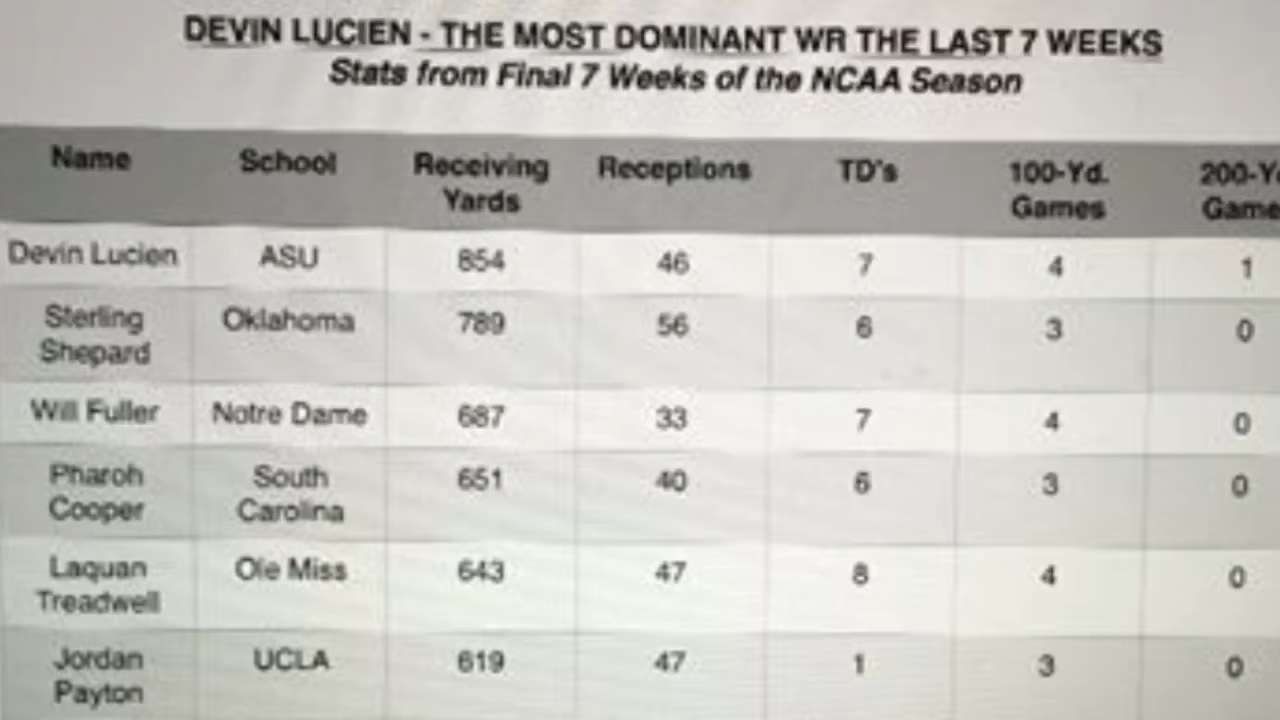 DEVIN LUCIEN - THE MOST DOMINANT WR THE LAST 7 WEEKS
Stats from Final 7 Weeks of the NCAA Season
Name School Receiving Yards Receptions TD's 100-Yd. Games 200-Y Game
Devin Lucien ASU 854 46 7 4 1
Sterling Shepard Oklahoma 789 56 6 3 0
Will Fuller Notre Dame 687 33 7 4 0
Pharoh Cooper South Carolina 651 40 6 3 0
Laquan Treadwell Ole Miss 643 47 8 4 0
Jordan Payton UCLA 619 47 1 3 0